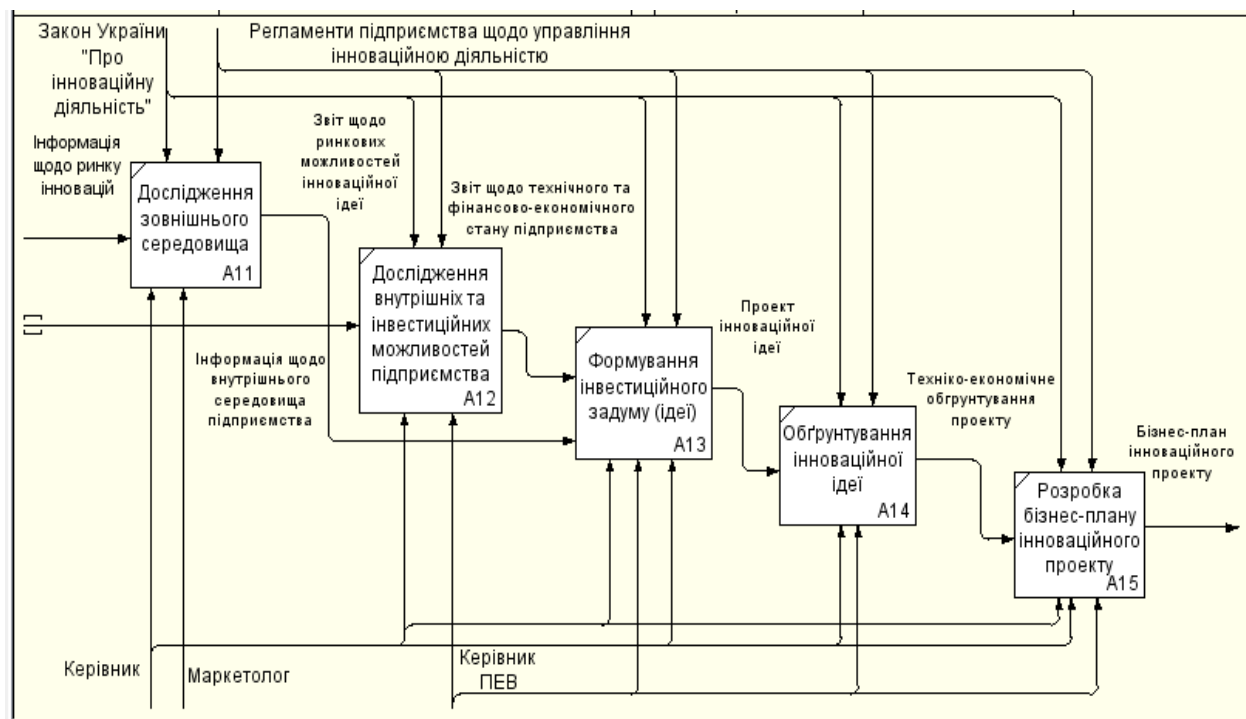 Закон України
"Про
інноваційну
діяльність"
Регламенти підприємства щодо управління
інноваційною діяльністю
Інформація
щодо ринку
інновацій
Дослідження
зовнішнього
середовища
A11
Звіт щодо
ринкових
можливостей
інноваційної
ідеї
Звіт щодо технічного та
фінансово-економічного
стану підприємства
Дослідження
внутрішніх та
інвестиційних
можливостей
підприємства
A12
Інформація щодо
внутрішнього
середовища
підприємства
Формування
інвестиційного
задуму (ідеї)
A13
Проект
інноваційної
ідеї
Обґрунтування
інноваційної
ідеї
A14
Техніко-економічне
обгрунтування
проекту
Розробка
бізнес-плану
інноваційного
проекту
A15
Бізнес-план
інноваційного
проекту
Керівник
Маркетолог
Керівник
ПЕВ